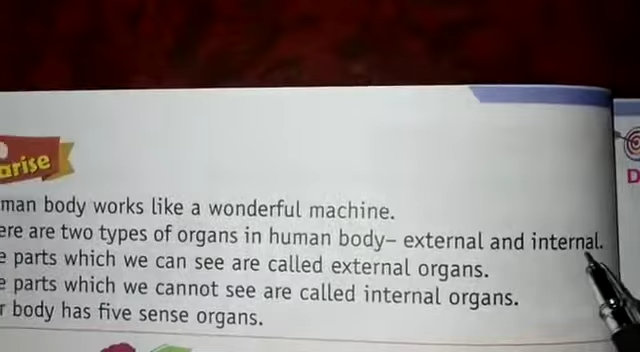 arise
man body works like a wonderful machine.
ere are two types of organs in human body– external and internal.
e parts which we can see are called external organs.
e parts which we cannot see are called internal organs.
r body has five sense organs.
D